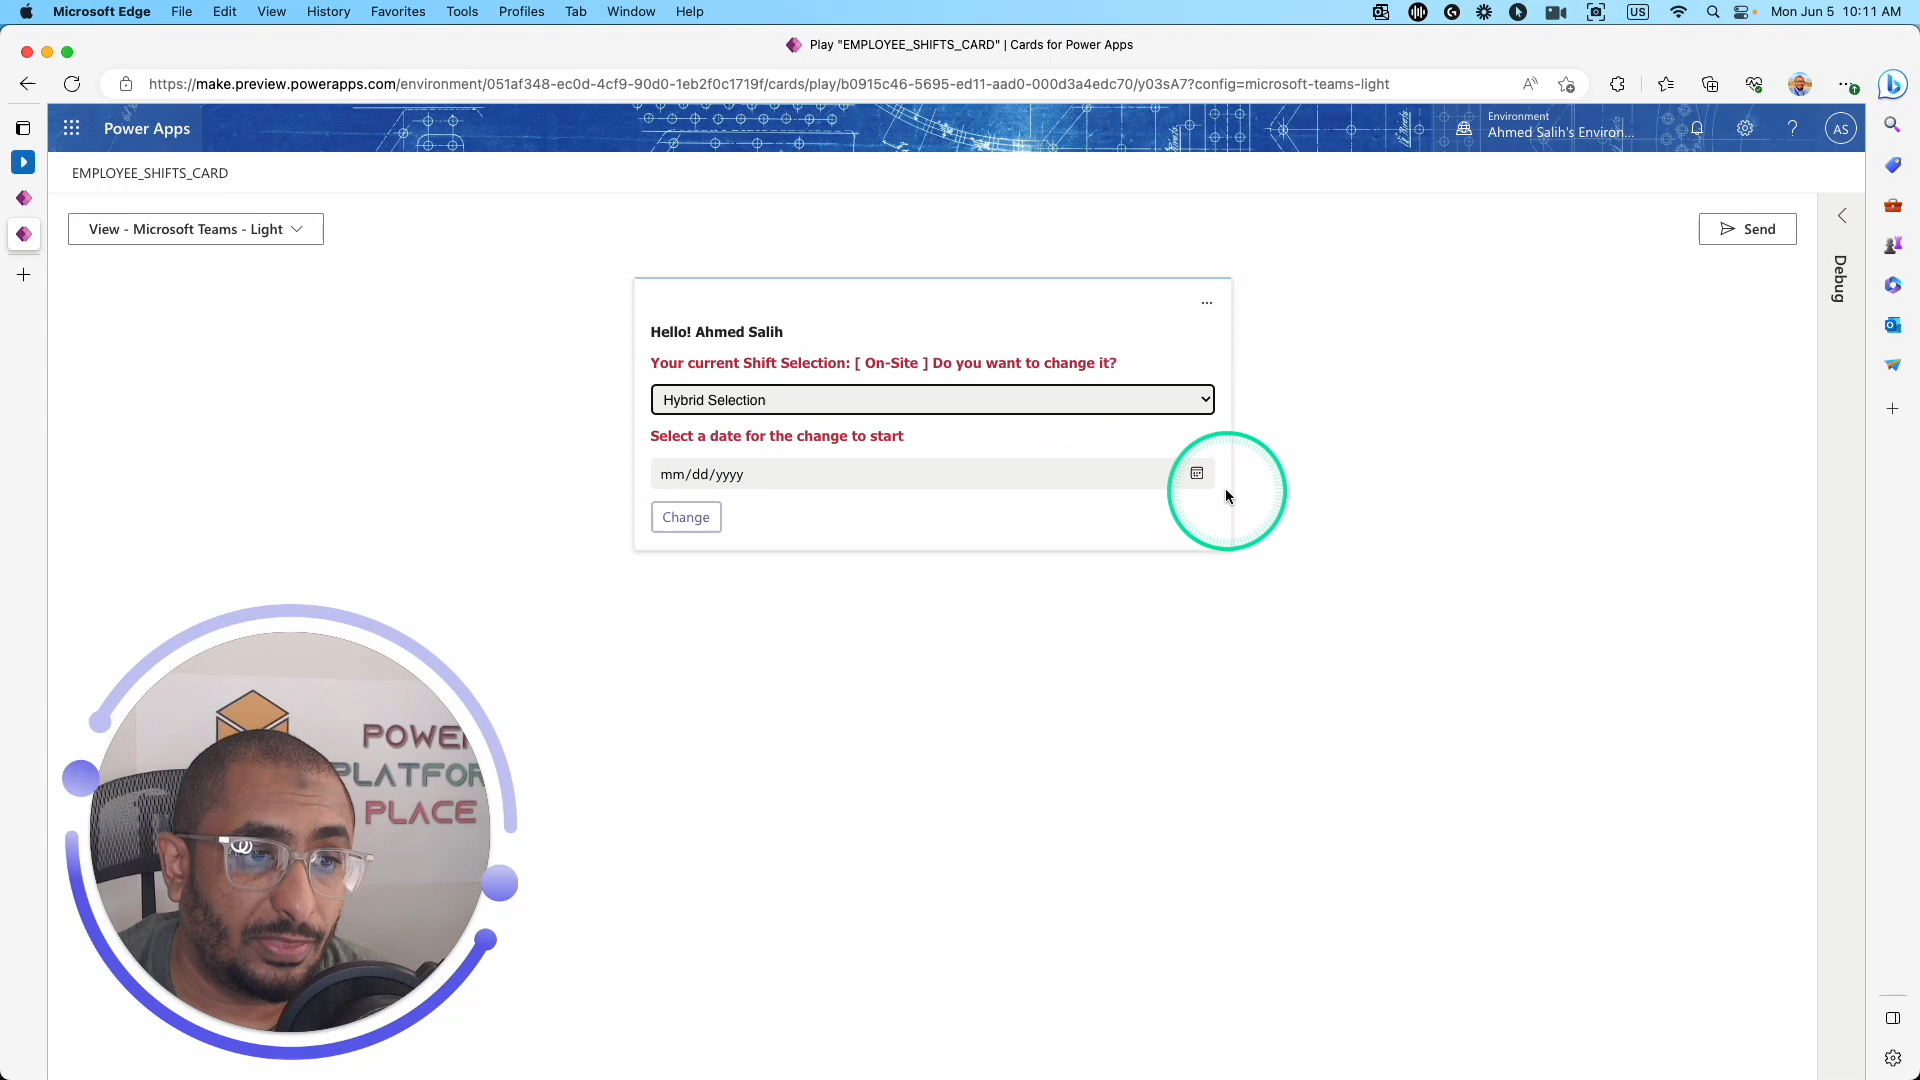 Microsoft Edge File Edit View History Favorites Tools Profiles Tab Window Help US Mon Jun 5 10:11 AM
Play "EMPLOYEE_SHIFTS_CARD" | Cards for Power Apps
https://make.preview.powerapps.com/environment/051af348-ec0d-4cf9-90d0-1eb2f0c1719f/cards/play/b0915c46-5695-ed11-aad0-000d3a4edc70/y03sA7?config=microsoft-teams-light
Power Apps
Environment
Ahmed Salih's Environ...
AS
EMPLOYEE_SHIFTS_CARD
View - Microsoft Teams - Light
Send
Debug
Hello! Ahmed Salih
Your current Shift Selection: [ On-Site ] Do you want to change it?
Hybrid Selection
Select a date for the change to start
mm/dd/yyyy
Change
POWER
PLATFOR
PLACE